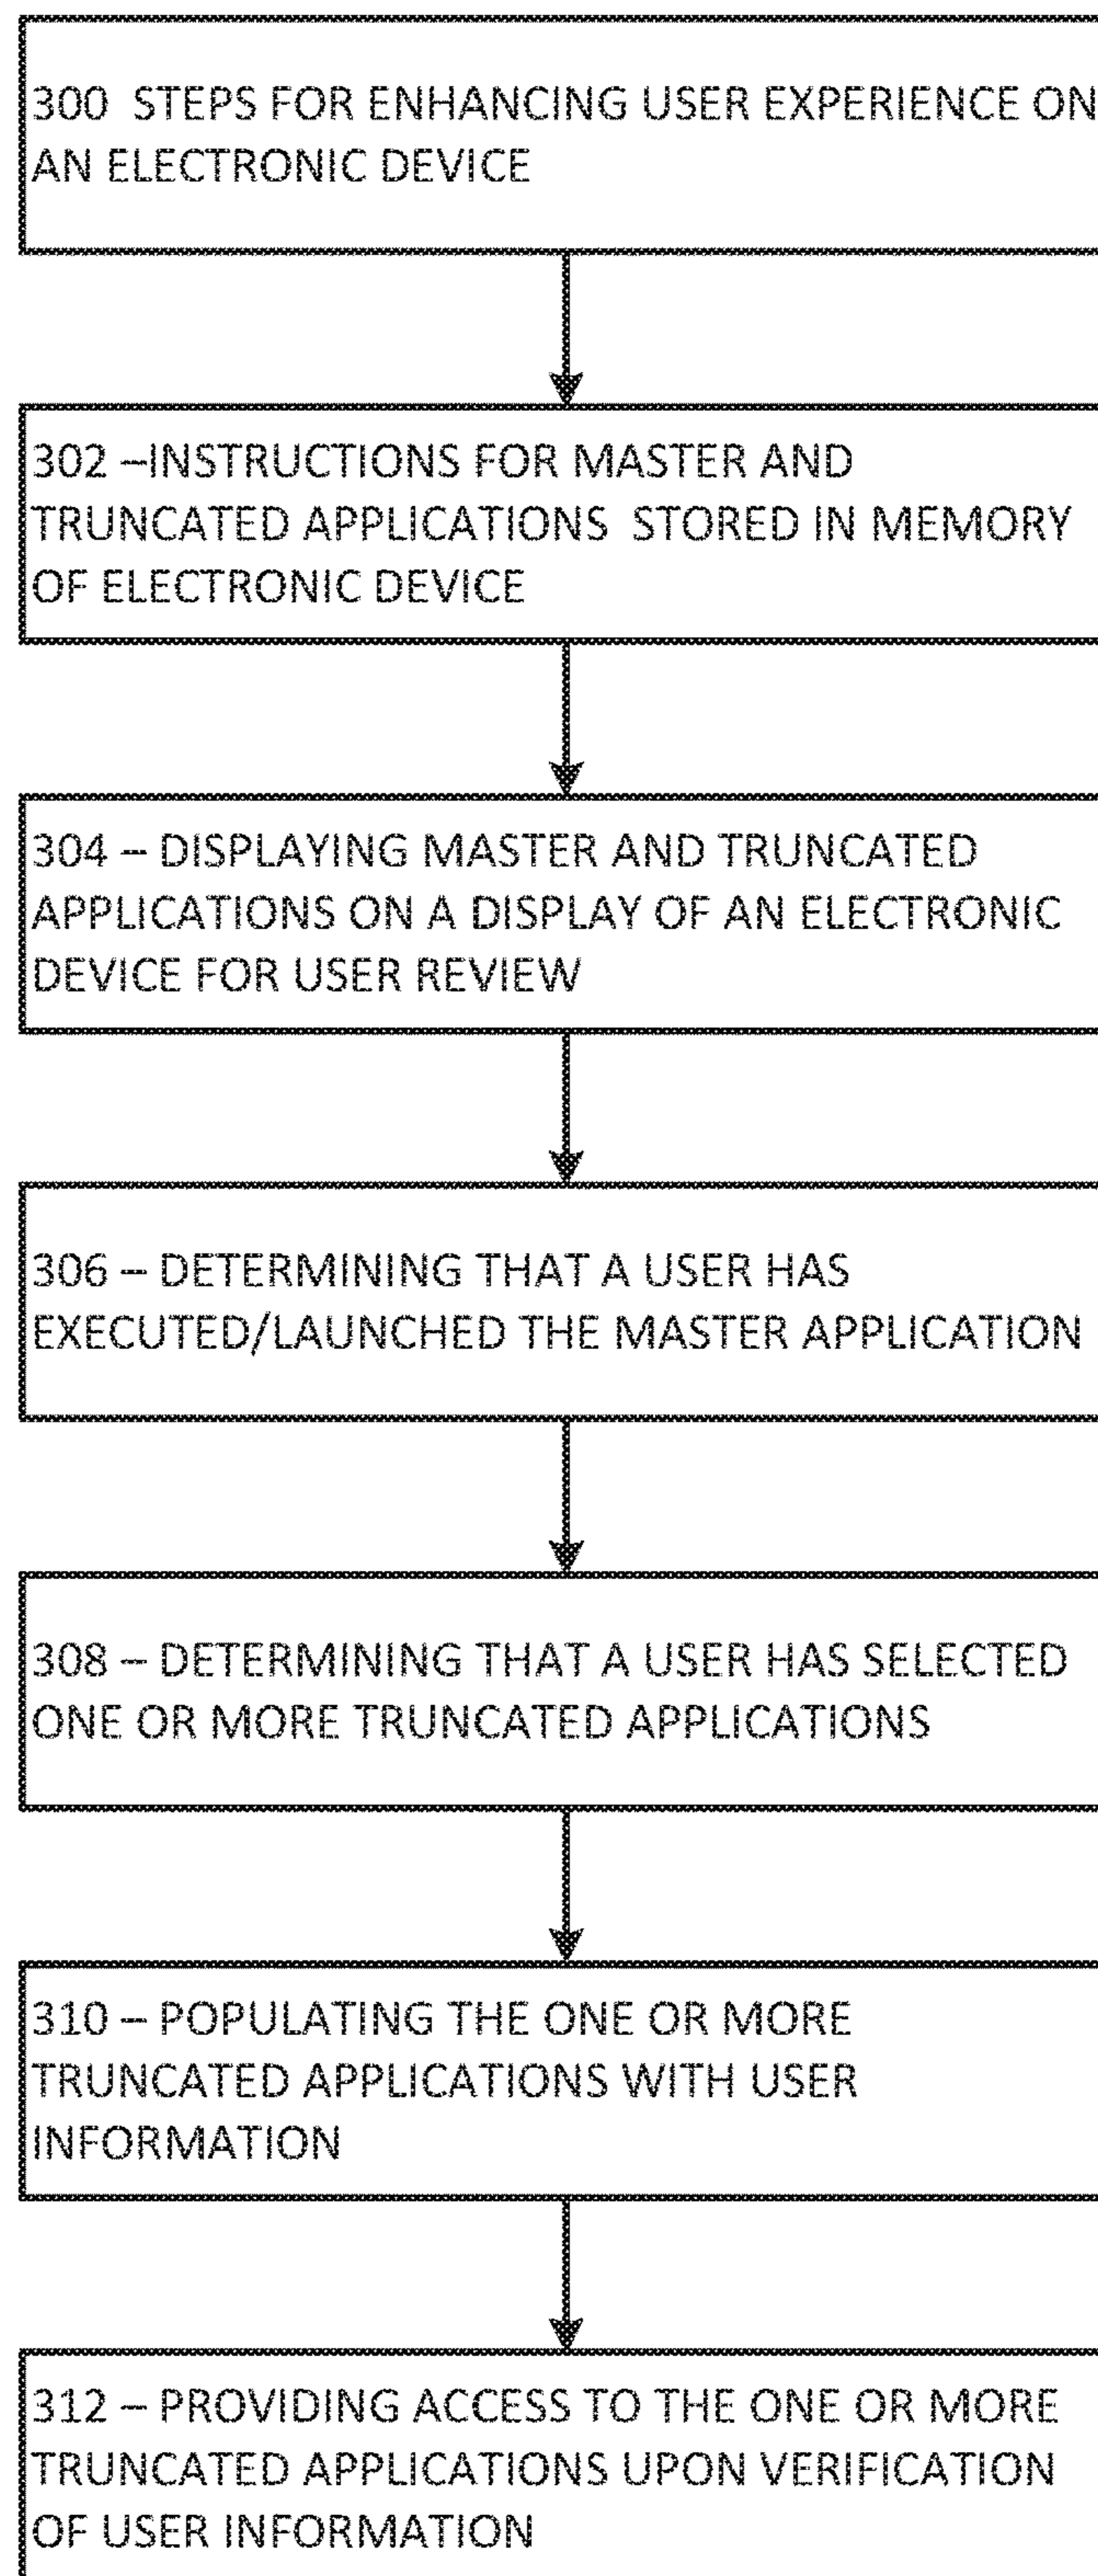 300 STEPS FOR ENHANCING USER EXPERIENCE ON
AN ELECTRONIC DEVICE
302 –INSTRUCTIONS FOR MASTER AND
TRUNCATED APPLICATIONS STORED IN MEMORY
OF ELECTRONIC DEVICE
304 – DISPLAYING MASTER AND TRUNCATED
APPLICATIONS ON A DISPLAY OF AN ELECTRONIC
DEVICE FOR USER REVIEW
306 – DETERMINING THAT A USER HAS
EXECUTED/LAUNCHED THE MASTER APPLICATION
308 – DETERMINING THAT A USER HAS SELECTED
ONE OR MORE TRUNCATED APPLICATIONS
310 – POPULATING THE ONE OR MORE
TRUNCATED APPLICATIONS WITH USER
INFORMATION
312 – PROVIDING ACCESS TO THE ONE OR MORE
TRUNCATED APPLICATIONS UPON VERIFICATION
OF USER INFORMATION